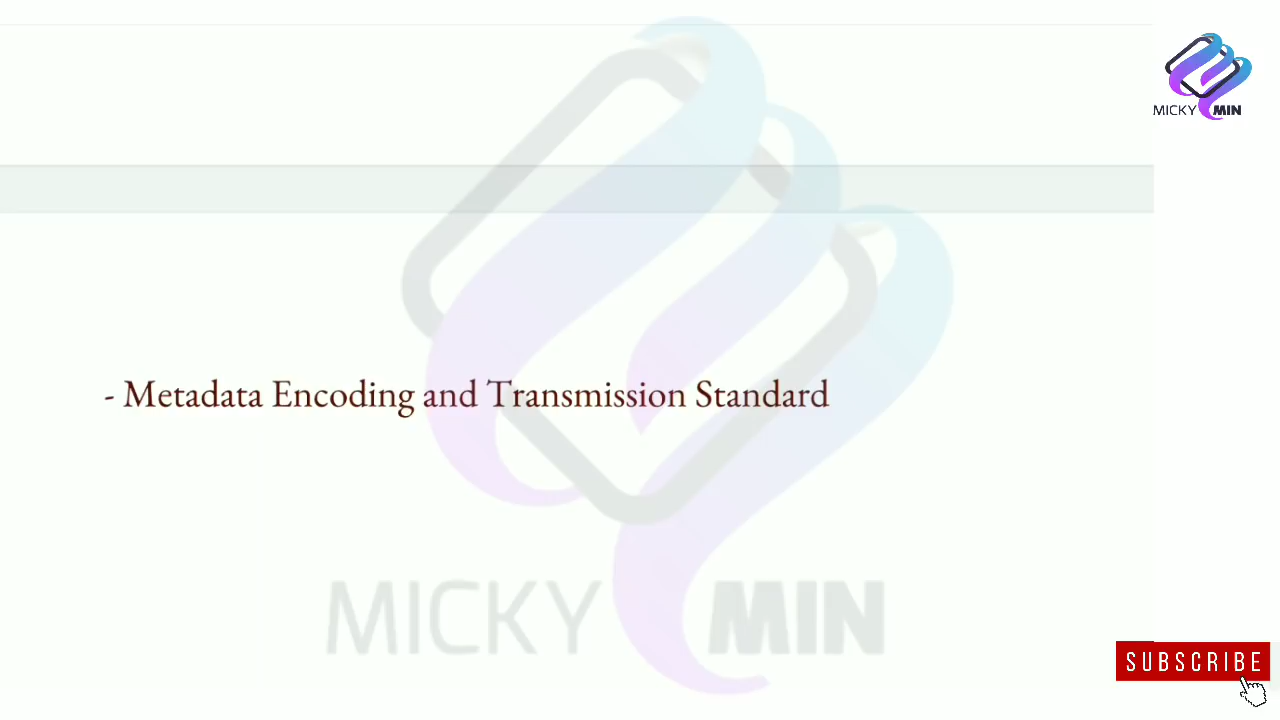 MICKY MIN
- Metadata Encoding and Transmission Standard
MICKY MIN
SUBSCRIBE